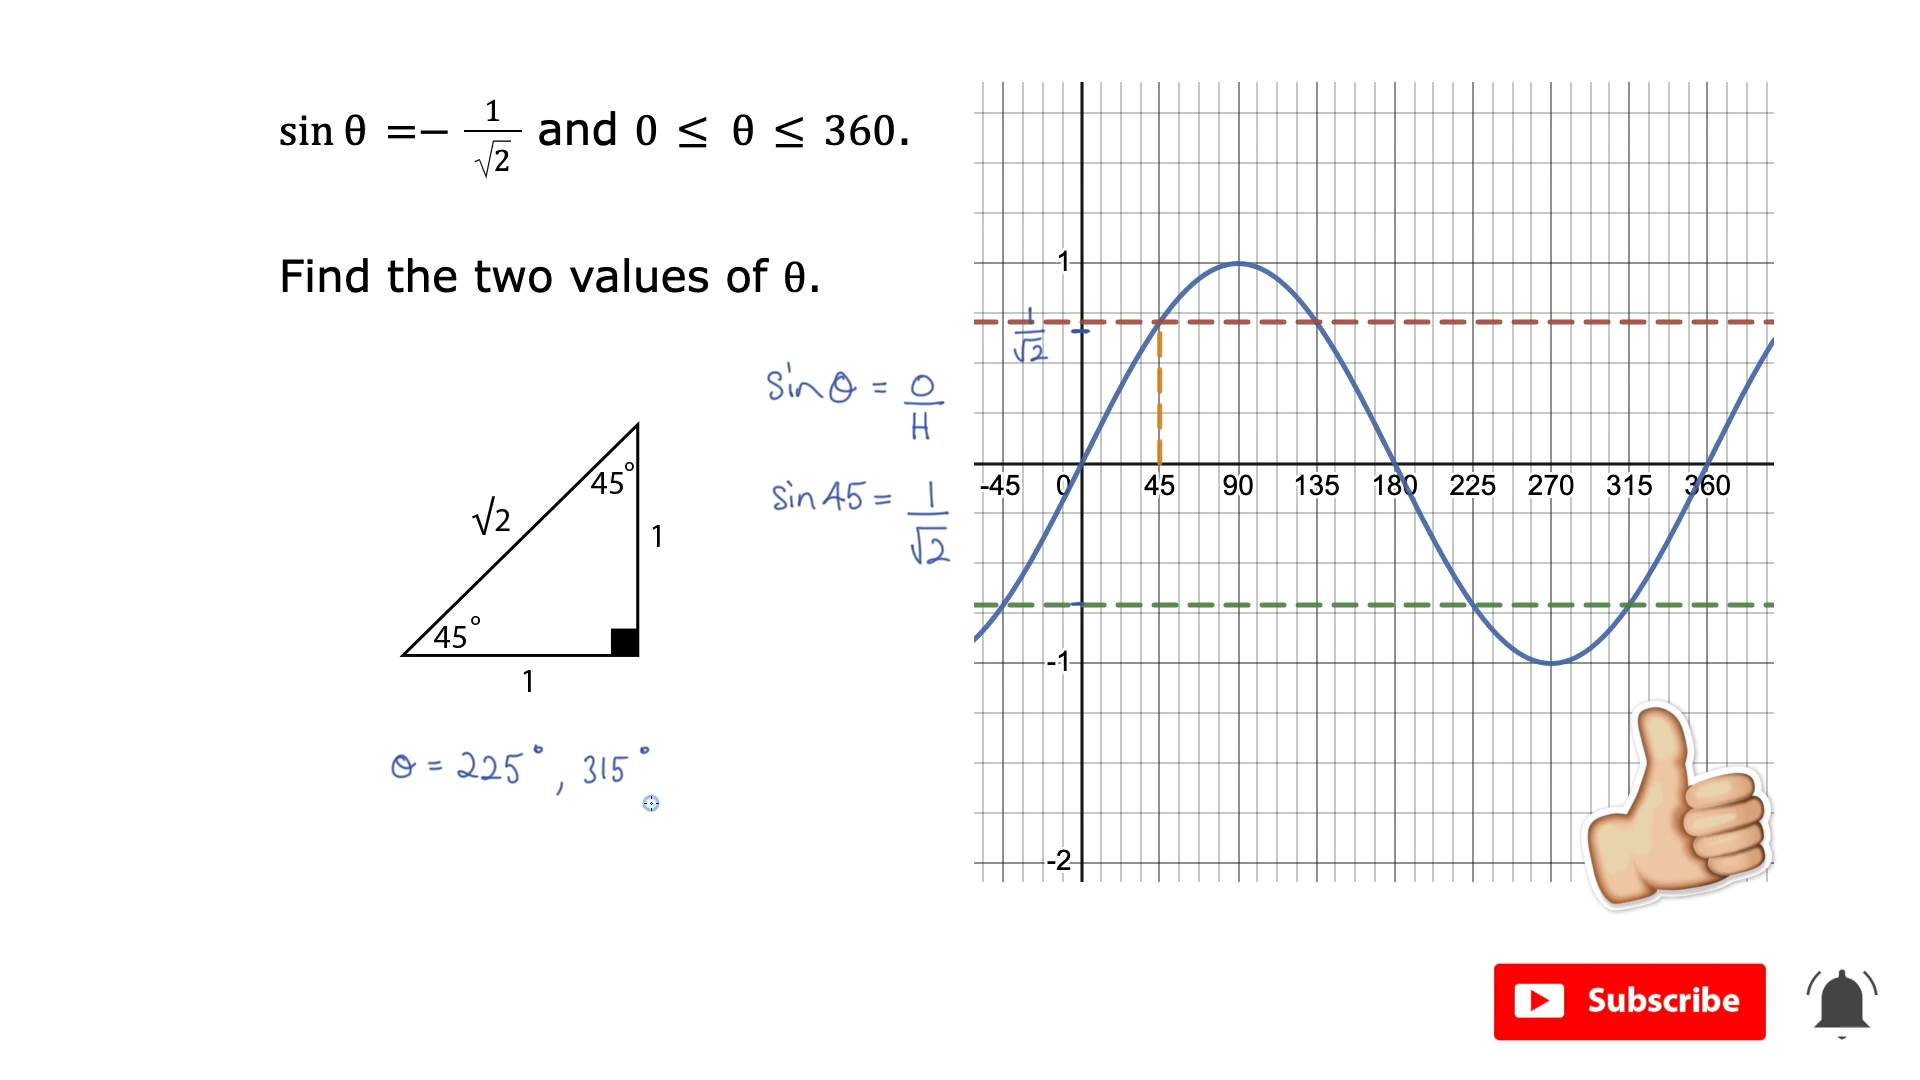 sin θ =− 1/√2 and 0 ≤ θ ≤ 360.
Find the two values of θ.
sin θ = O/H
sin 45 = 1/√2
45°
√2
1
45°
1
θ = 225° , 315°
1
1/√2
-45 0 45 90 135 180 225 270 315 360
-1
-2
Subscribe